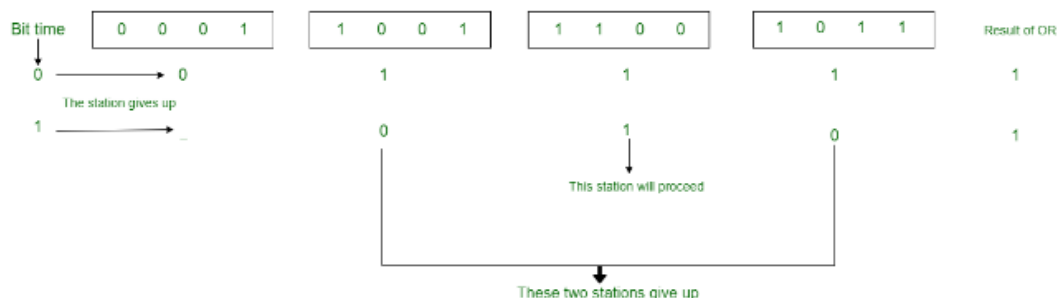 Bit time 0 0 0 1 1 0 0 1 1 1 0 0 1 0 1 1 Result of OR
0 0 1 1 1 1
The station gives up
1 _ 0 1 0 1
This station will proceed
These two stations give up